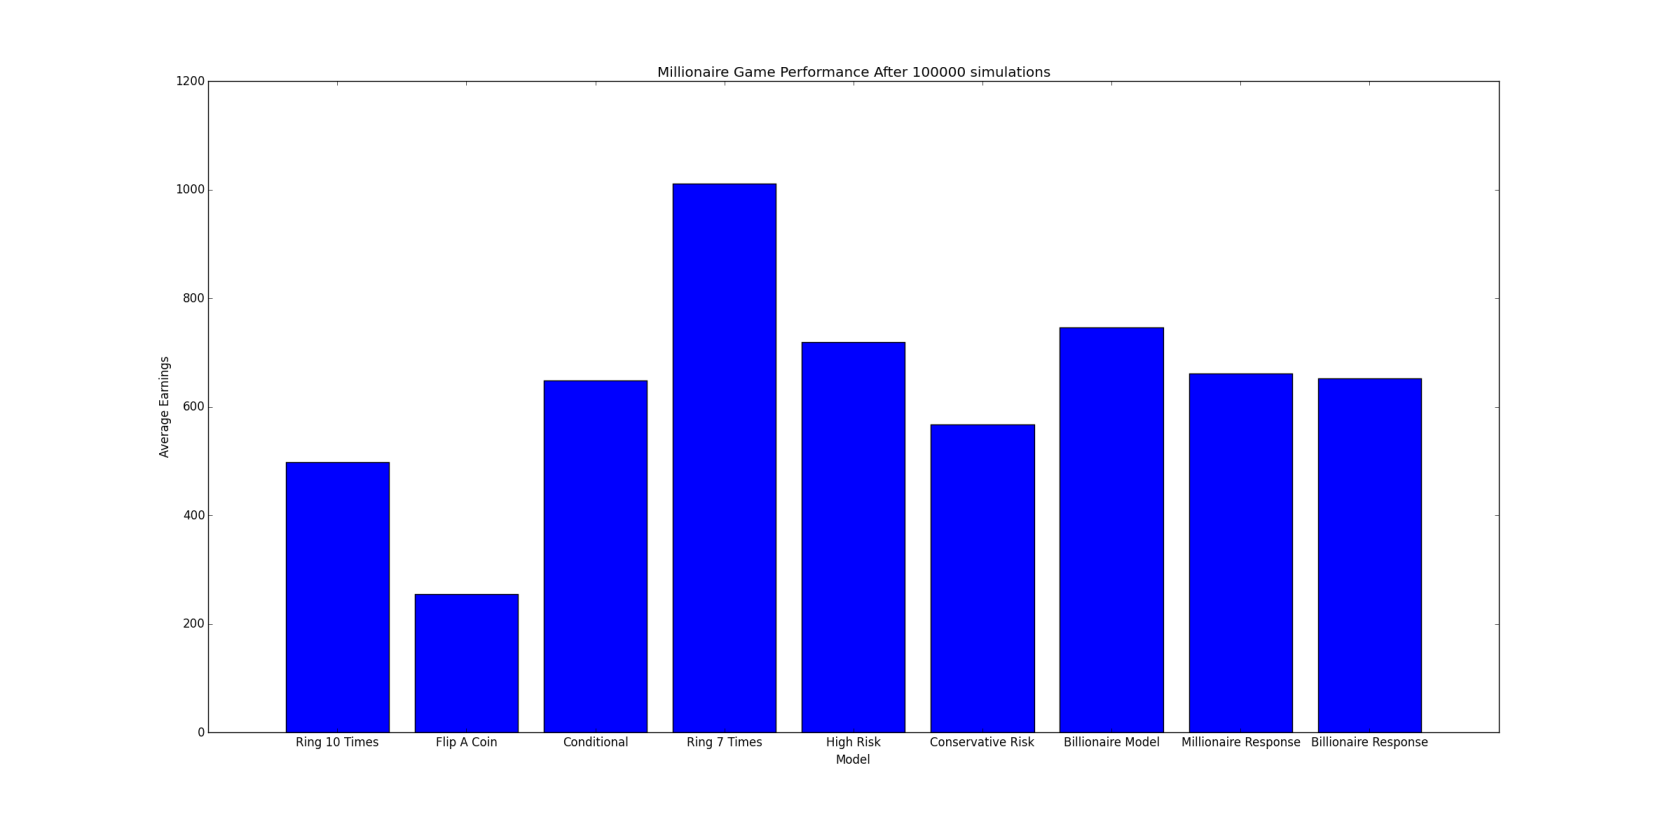 Millionaire Game Performance After 100000 simulations
1200
1000
800
600
400
200
0
Average Earnings
Ring 10 Times Flip A Coin Conditional Ring 7 Times High Risk Conservative Risk Billionaire Model Millionaire Response Billionaire Response
Model